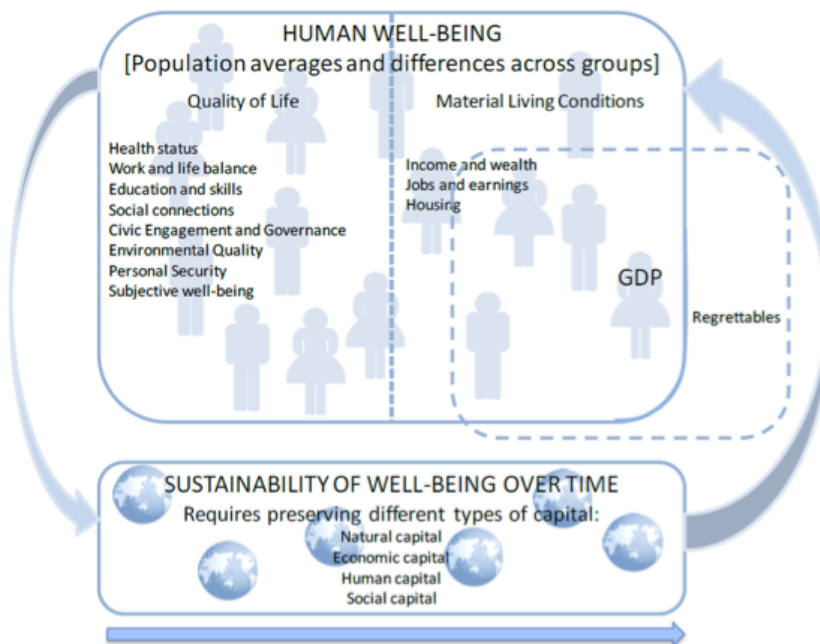 HUMAN WELL-BEING
[Population averages and differences across groups]
Quality of Life
Health status
Work and life balance
Education and skills
Social connections
Civic Engagement and Governance
Environmental Quality
Personal Security
Subjective well-being
Material Living Conditions
Income and wealth
Jobs and earnings
Housing
GDP
Regrettables
SUSTAINABILITY OF WELL-BEING OVER TIME
Requires preserving different types of capital:
Natural capital
Economic capital
Human capital
Social capital